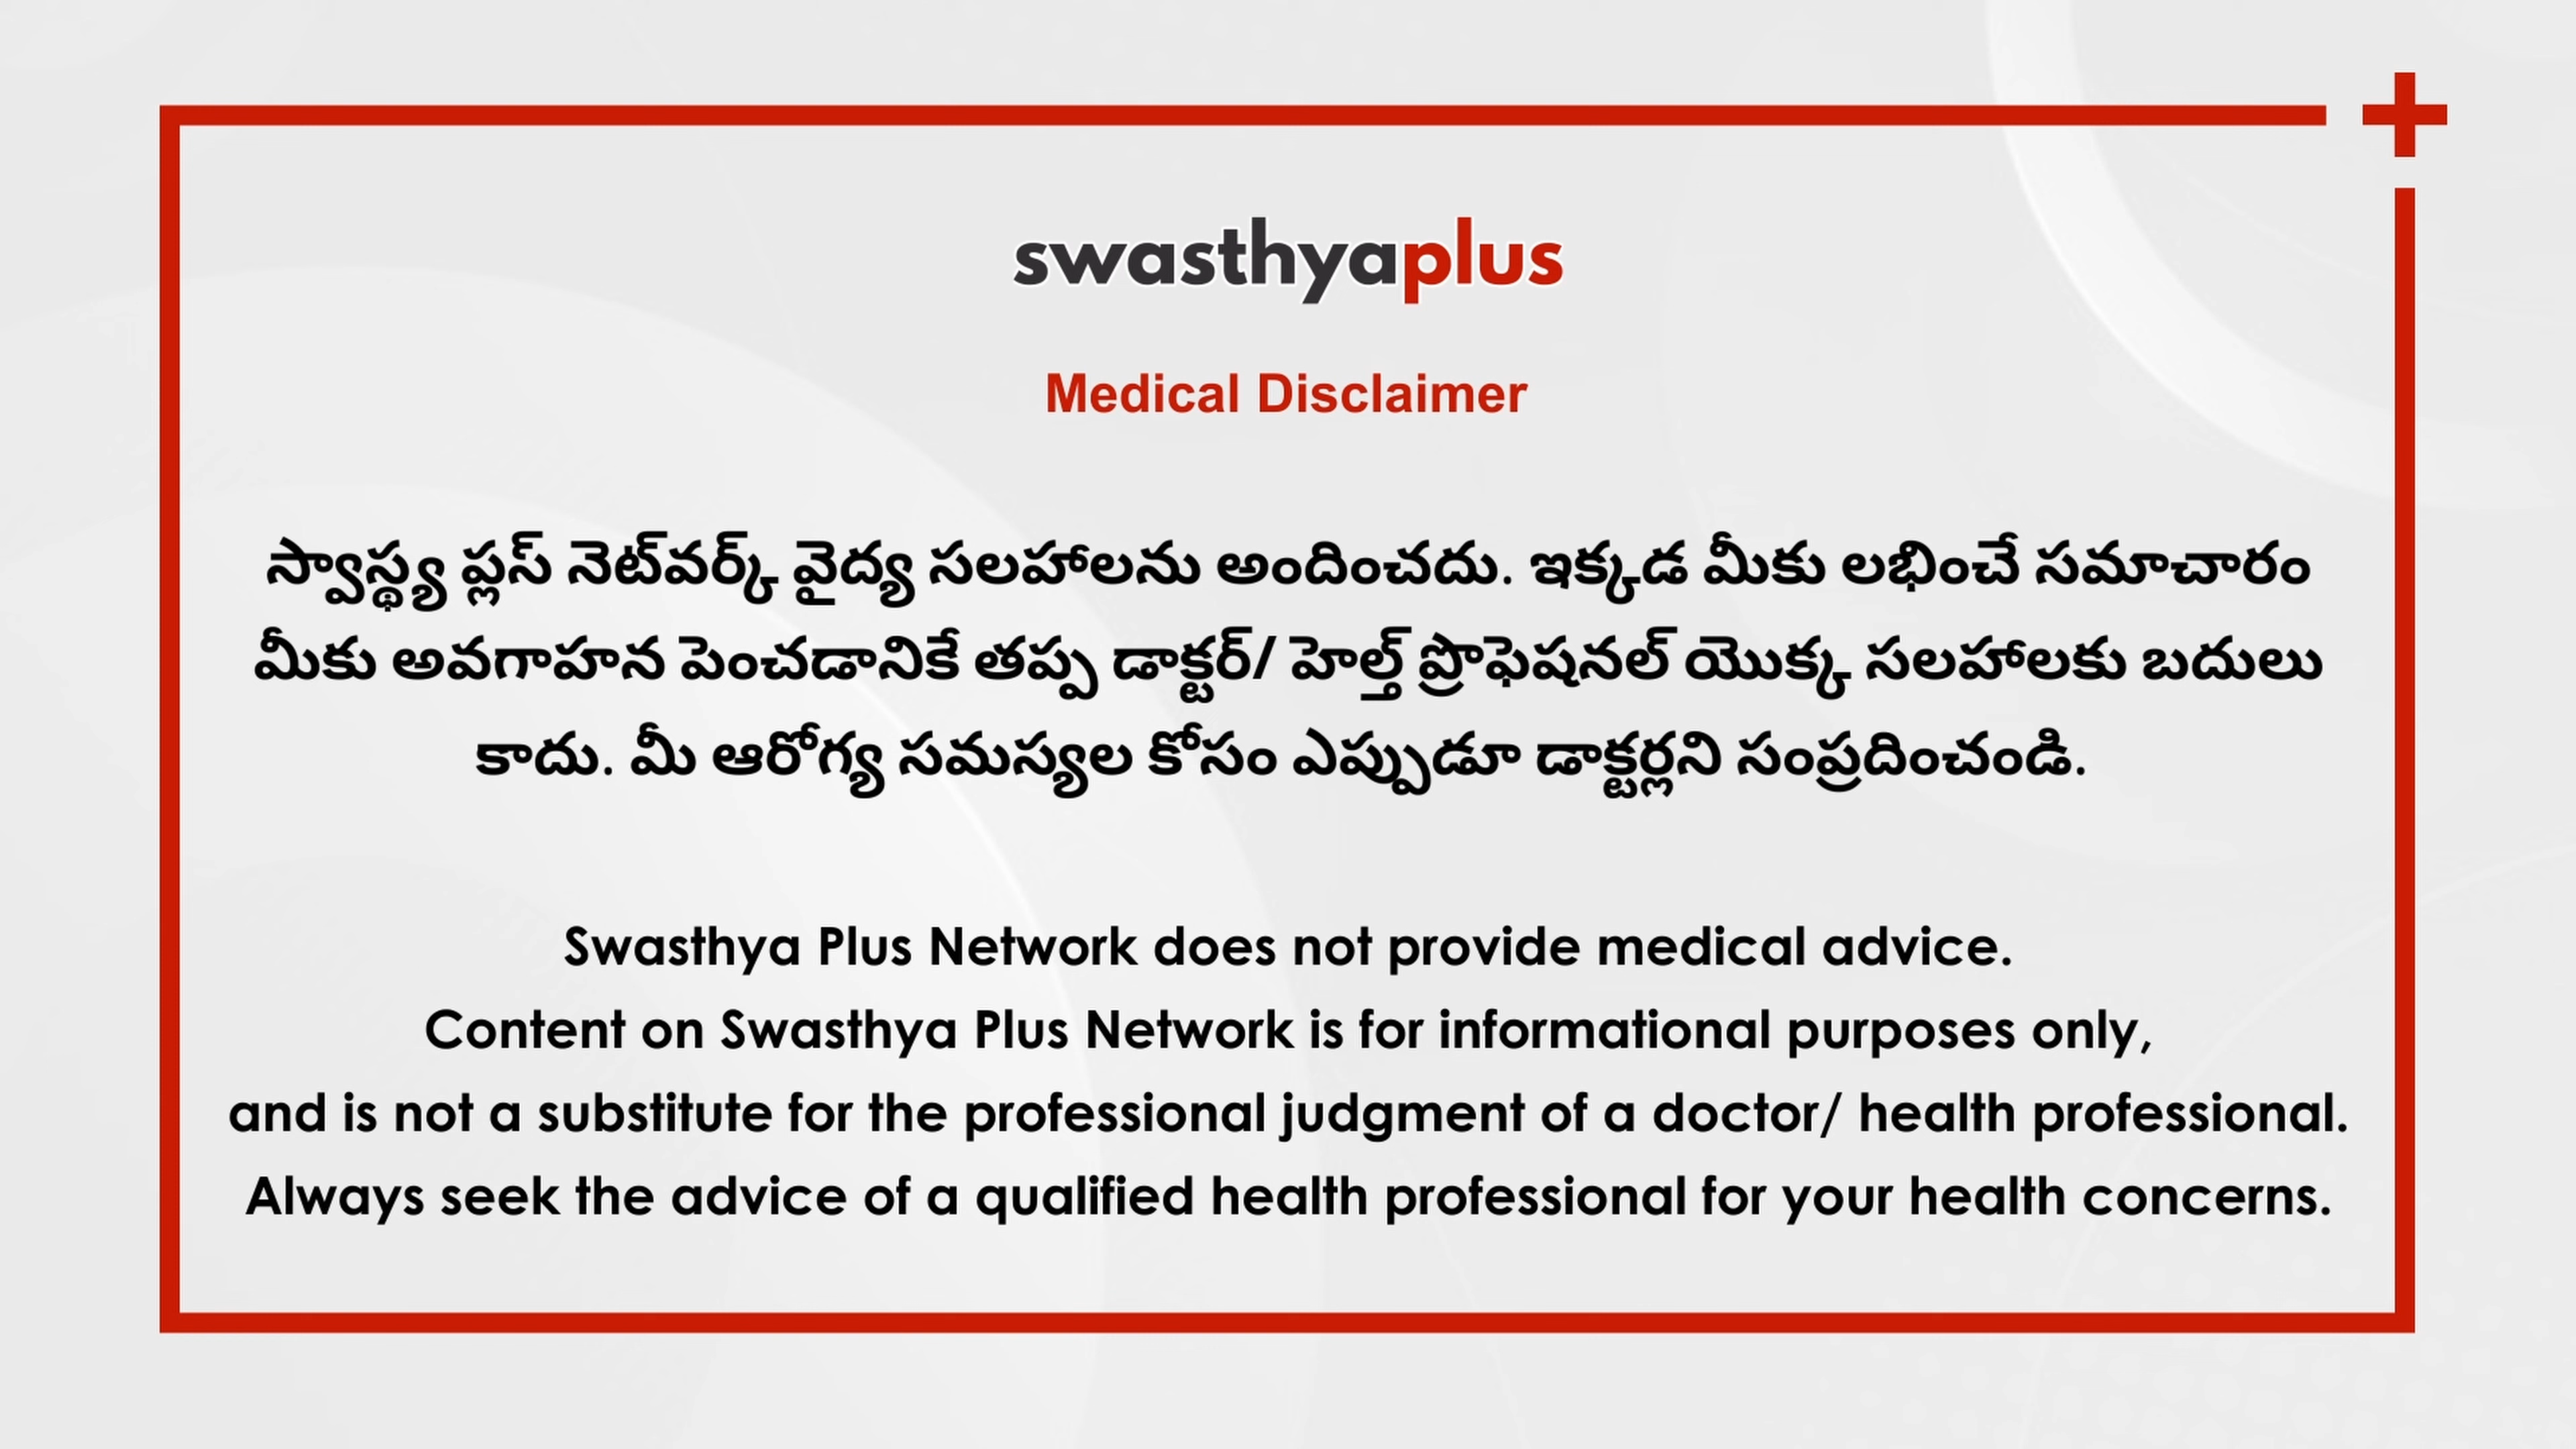 swasthyaplus
Medical Disclaimer
స్వాస్థ్య ప్లస్ నెట్‌వర్క్ వైద్య సలహాలను అందించదు. ఇక్కడ మీకు లభించే సమాచారం
మీకు అవగాహన పెంచడానికే తప్ప డాక్టర్/ హెల్త్ ప్రొఫెషనల్ యొక్క సలహాలకు బదులు
కాదు. మీ ఆరోగ్య సమస్యల కోసం ఎప్పుడూ డాక్టర్లని సంప్రదించండి.
Swasthya Plus Network does not provide medical advice.
Content on Swasthya Plus Network is for informational purposes only,
and is not a substitute for the professional judgment of a doctor/ health professional.
Always seek the advice of a qualified health professional for your health concerns.